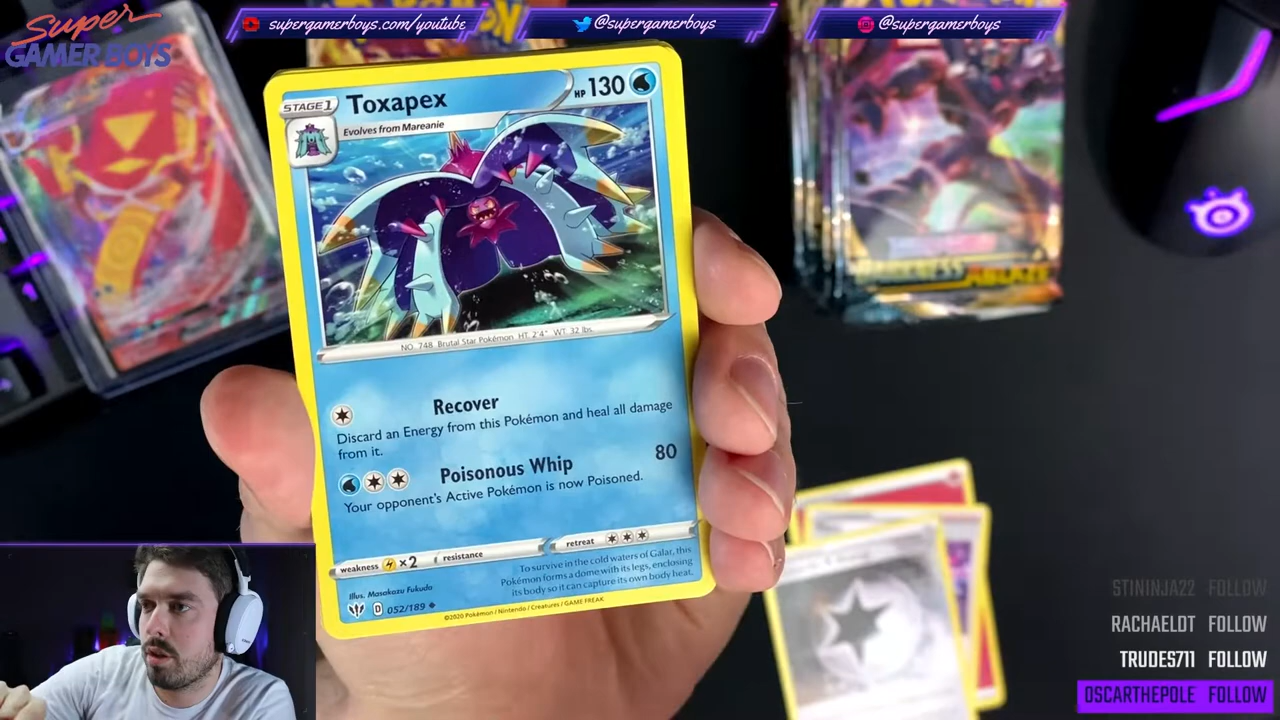 Super
GAMER BOYS
supergamerboys.com/youtube
@supergamerboys
@supergamerboys
STAGE 1
Toxapex
HP 130
Evolves from Mareanie
NO. 748 Brutal Star Pokémon HT. 2'4" WT. 32 lbs.
Recover
Discard an Energy from this Pokémon and heal all damage
from it.
Poisonous Whip 80
Your opponent's Active Pokémon is now Poisoned.
weakness ×2 resistance retreat
To survive in the cold waters of Galar, this
Pokémon forms a dome with its legs, enclosing
its body so it can capture its own body heat.
Illus. Masakazu Fukuda
D 052/189
©2020 Pokémon / Nintendo / Creatures / GAME FREAK
DARKNESS ABLAZE
STININJA22 FOLLOW
RACHAELDT FOLLOW
TRUDES711 FOLLOW
OSCARTHEPOLE FOLLOW